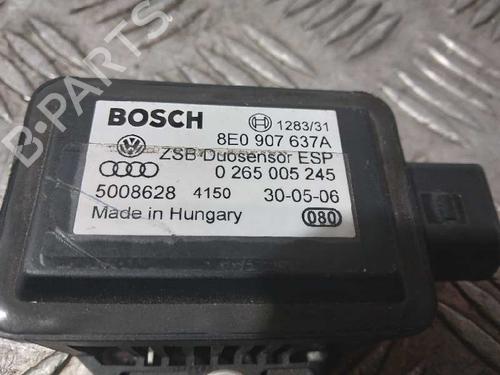 B-PARTS
BOSCH 1283/31
8E0 907 637A
ZSB Duosensor ESP
0 265 005 245
5008628 4150 30-05-06
Made in Hungary 080